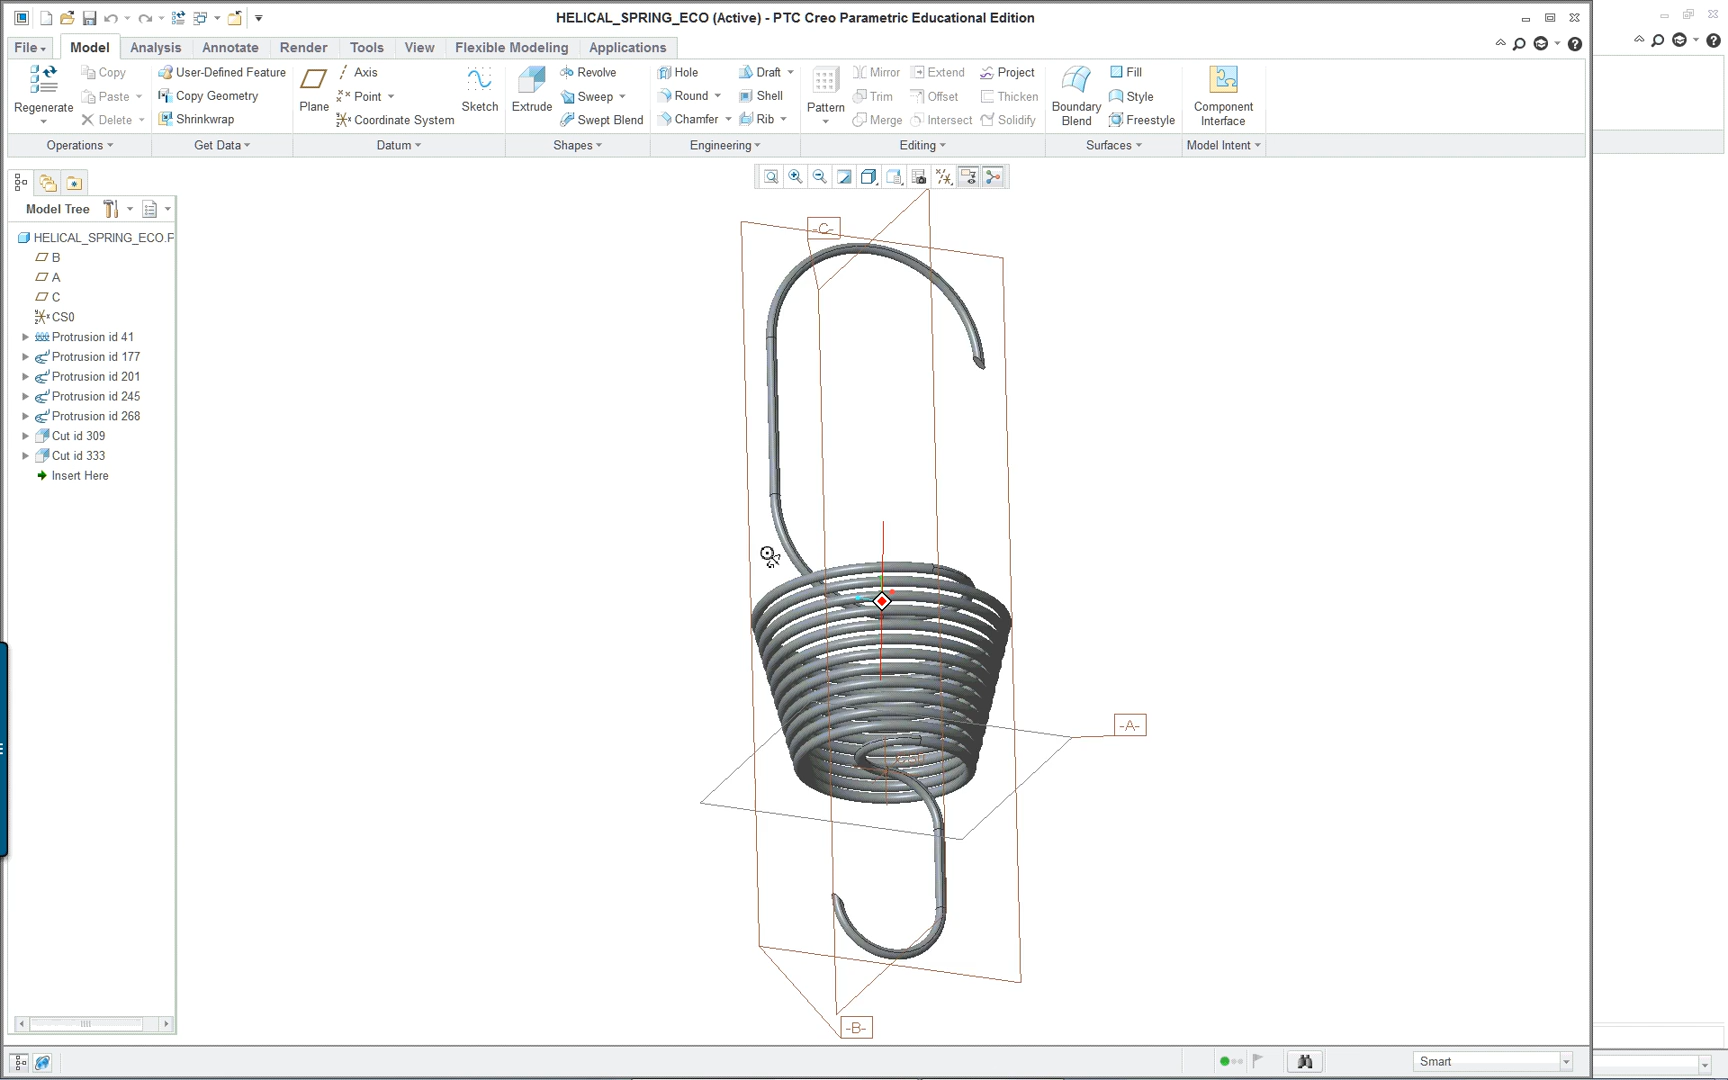 HELICAL_SPRING_ECO (Active) - PTC Creo Parametric Educational Edition
File Model Analysis Annotate Render Tools View Flexible Modeling Applications
Regenerate
Copy
Paste
Delete
User-Defined Feature
Copy Geometry
Shrinkwrap
Plane
Axis
Point
Coordinate System
Sketch
Extrude
Revolve
Sweep
Swept Blend
Hole
Round
Chamfer
Draft
Shell
Rib
Pattern
Mirror
Trim
Merge
Extend
Offset
Intersect
Project
Thicken
Solidify
Boundary
Blend
Fill
Style
Freestyle
Component
Interface
Operations Get Data Datum Shapes Engineering Editing Surfaces Model Intent
Model Tree
HELICAL_SPRING_ECO.P
B
A
C
CS0
Protrusion id 41
Protrusion id 177
Protrusion id 201
Protrusion id 245
Protrusion id 268
Cut id 309
Cut id 333
Insert Here
-C-
-A-
-B-
Smart